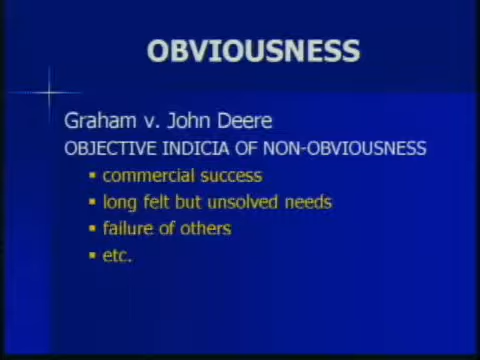 OBVIOUSNESS
Graham v. John Deere
OBJECTIVE INDICIA OF NON-OBVIOUSNESS
▪ commercial success
▪ long felt but unsolved needs
▪ failure of others
▪ etc.